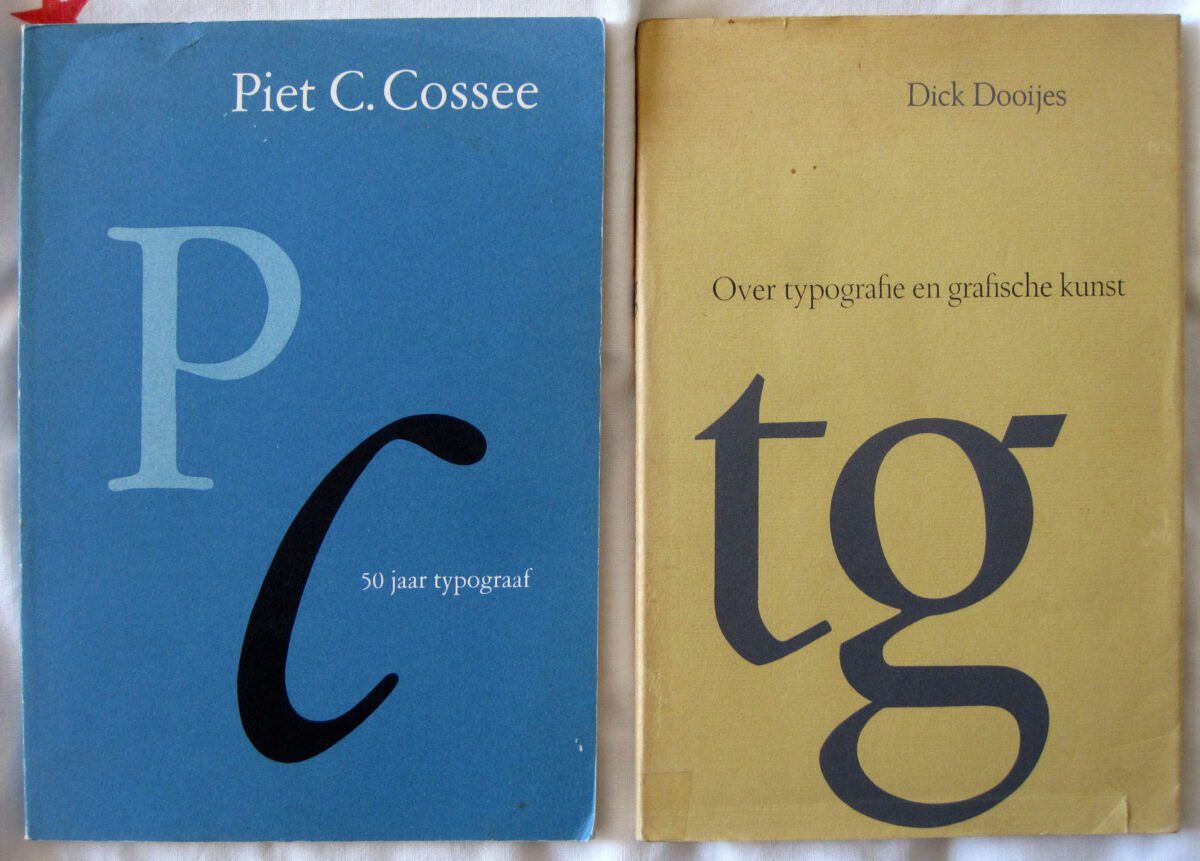 Piet C. Cossee
P
C
50 jaar typograaf
Dick Dooijes
Over typografie en grafische kunst
tg